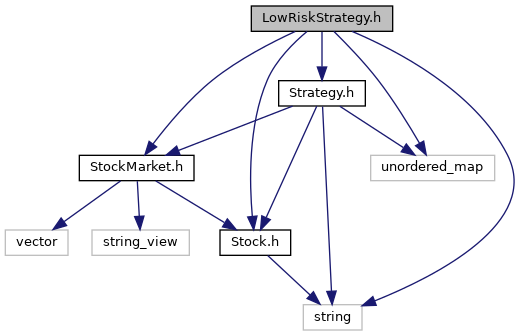 LowRiskStrategy.h
Strategy.h
StockMarket.h
unordered_map
vector
string_view
Stock.h
string